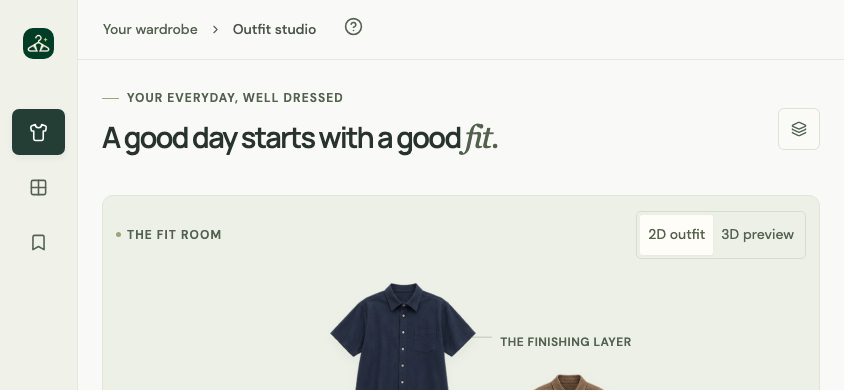 Your wardrobe > Outfit studio
YOUR EVERYDAY, WELL DRESSED
A good day starts with a good fit.
THE FIT ROOM
2D outfit 3D preview
THE FINISHING LAYER